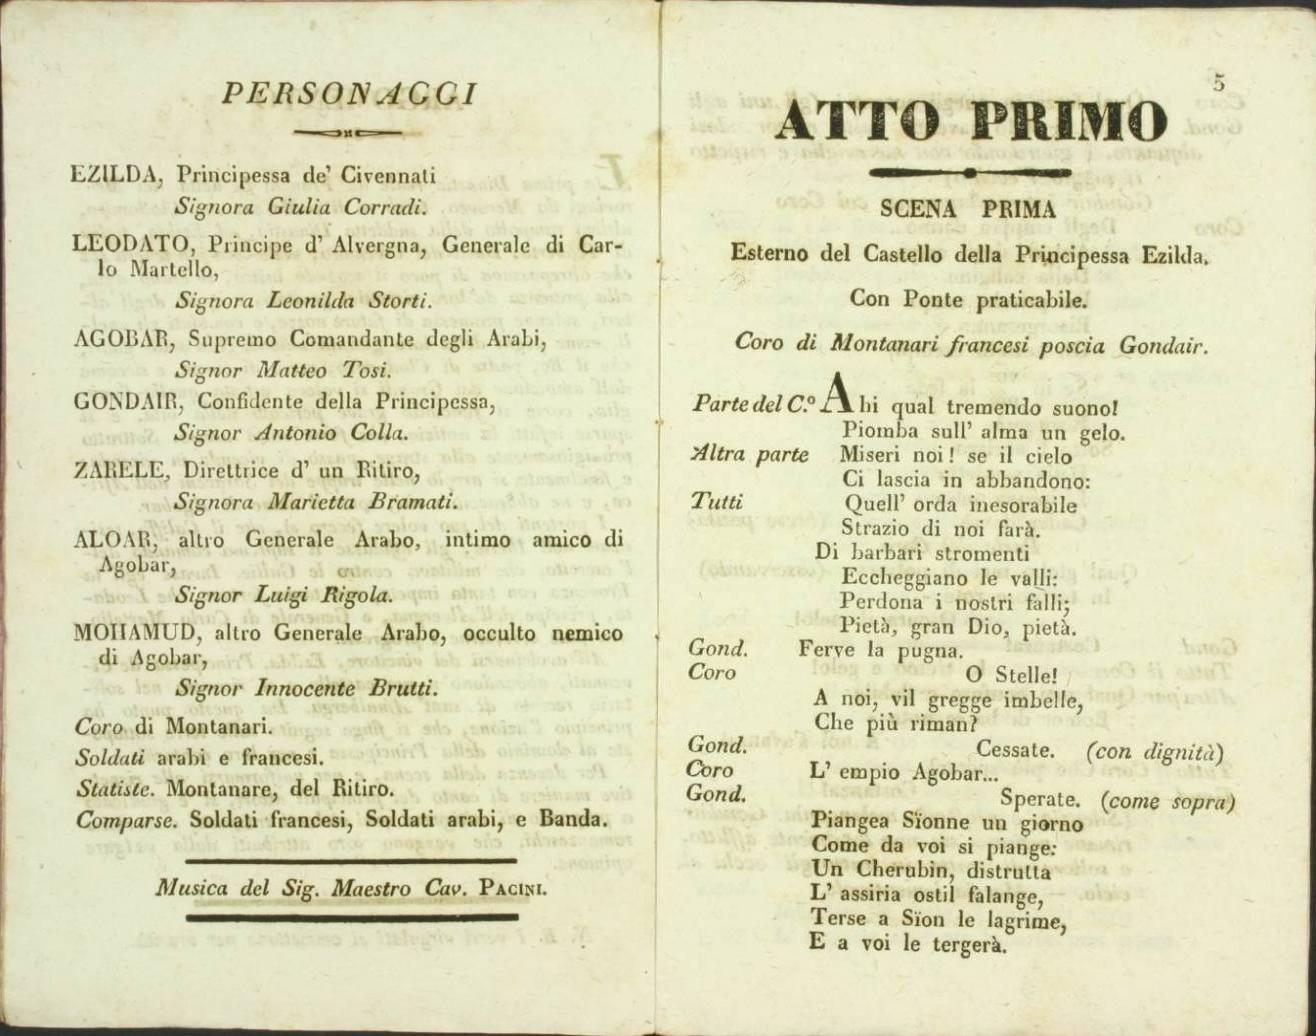 PERSONAGGI
EZILDA, Principessa de' Civennati
Signora Giulia Corradi.
LEODATO, Principe d' Alvergna, Generale di Car-
lo Martello,
Signora Leonilda Storti.
AGOBAR, Supremo Comandante degli Arabi,
Signor Matteo Tosi.
GONDAIR, Confidente della Principessa,
Signor Antonio Colla.
ZARELE, Direttrice d' un Ritiro,
Signora Marietta Bramati.
ALOAR, altro Generale Arabo, intimo amico di
Agobar,
Signor Luigi Rigola.
MOHAMUD, altro Generale Arabo, occulto nemico
di Agobar,
Signor Innocente Brutti.
Coro di Montanari.
Soldati arabi e francesi.
Statiste. Montanare, del Ritiro.
Comparse. Soldati francesi, Soldati arabi, e Banda.
Musica del Sig. Maestro Cav. PACINI.
5
ATTO PRIMO
SCENA PRIMA
Esterno del Castello della Principessa Ezilda.
Con Ponte praticabile.
Coro di Montanari francesi poscia Gondair.
Parte del C.º Ahi qual tremendo suono!
Piomba sull' alma un gelo.
Altra parte Miseri noi! se il cielo
Ci lascia in abbandono:
Tutti Quell' orda inesorabile
Strazio di noi farà.
Di barbari stromenti
Eccheggiano le valli:
Perdona i nostri falli;
Pietà, gran Dio, pietà.
Gond. Ferve la pugna.
Coro O Stelle!
A noi, vil gregge imbelle,
Che più riman?
Gond. Cessate. (con dignità)
Coro L' empio Agobar...
Gond. Sperate. (come sopra)
Piangea Sïonne un giorno
Come da voi si piange:
Un Cherubin, distrutta
L' assiria ostil falange,
Terse a Sïon le lagrime,
E a voi le tergerà.